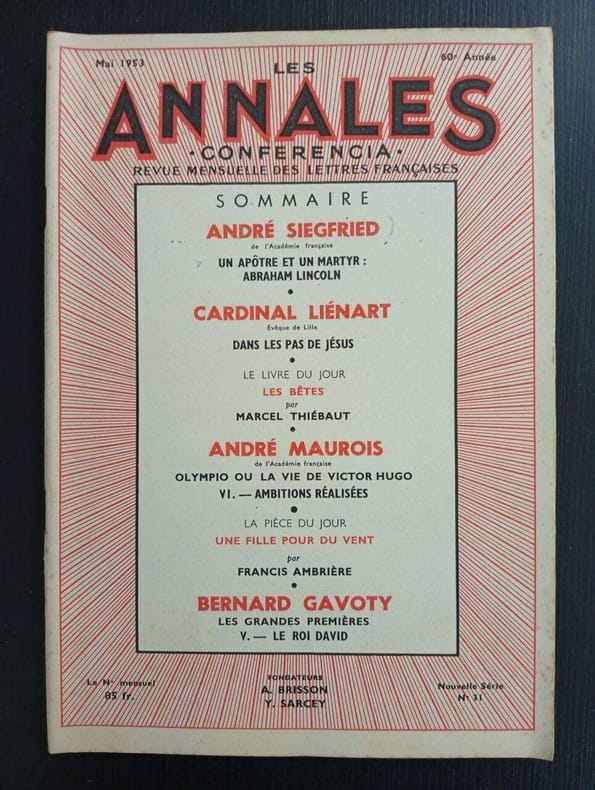 Mai 1953
60e Année
LES
ANNALES
· CONFERENCIA ·
REVUE MENSUELLE DES LETTRES FRANÇAISES
SOMMAIRE
ANDRÉ SIEGFRIED
de l'Académie française
UN APÔTRE ET UN MARTYR :
ABRAHAM LINCOLN
•
CARDINAL LIÉNART
Evêque de Lille
DANS LES PAS DE JÉSUS
•
LE LIVRE DU JOUR
LES BÊTES
par
MARCEL THIÉBAUT
•
ANDRÉ MAUROIS
de l'Académie française
OLYMPIO OU LA VIE DE VICTOR HUGO
VI. — AMBITIONS RÉALISÉES
•
LA PIÈCE DU JOUR
UNE FILLE POUR DU VENT
par
FRANCIS AMBRIÈRE
•
BERNARD GAVOTY
LES GRANDES PREMIÈRES
V. — LE ROI DAVID
Le No mensuel
85 fr.
FONDATEURS
A. BRISSON
Y. SARCEY
Nouvelle Série
No 31